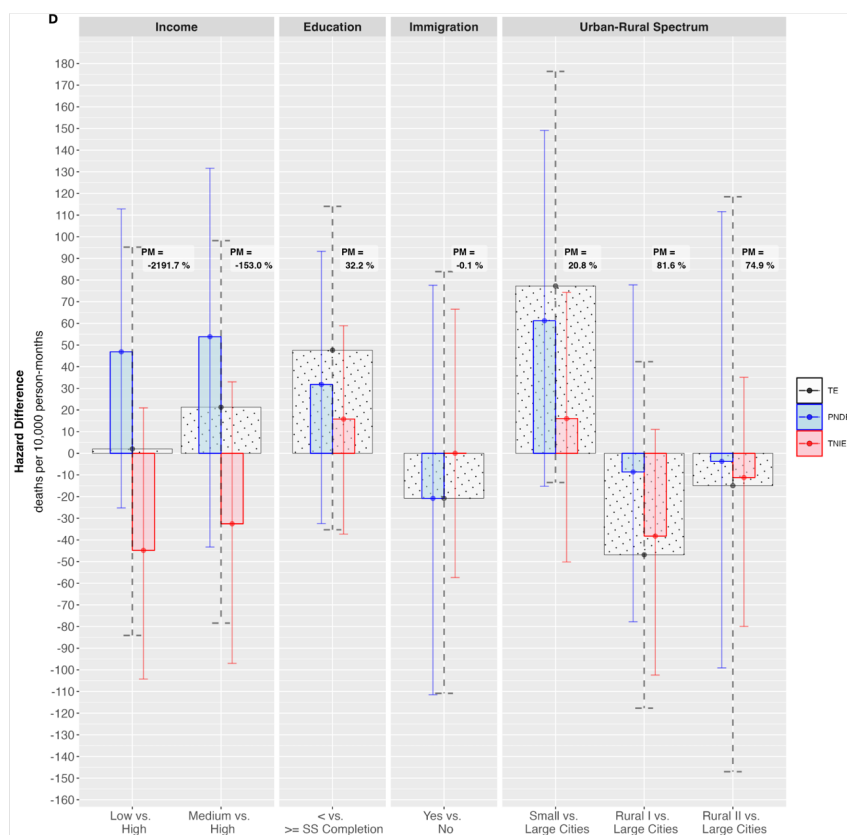 D
Income
Education
Immigration
Urban-Rural Spectrum
Hazard Difference
deaths per 10,000 person-months
180
170
160
150
140
130
120
110
100
90
80
70
60
50
40
30
20
10
0
-10
-20
-30
-40
-50
-60
-70
-80
-90
-100
-110
-120
-130
-140
-150
-160
PM =
-2191.7 %
PM =
-153.0 %
PM =
32.2 %
PM =
-0.1 %
PM =
20.8 %
PM =
81.6 %
PM =
74.9 %
TE
PNDE
TNIE
Low vs.
High
Medium vs.
High
< vs.
>= SS Completion
Yes vs.
No
Small vs.
Large Cities
Rural I vs.
Large Cities
Rural II vs.
Large Cities